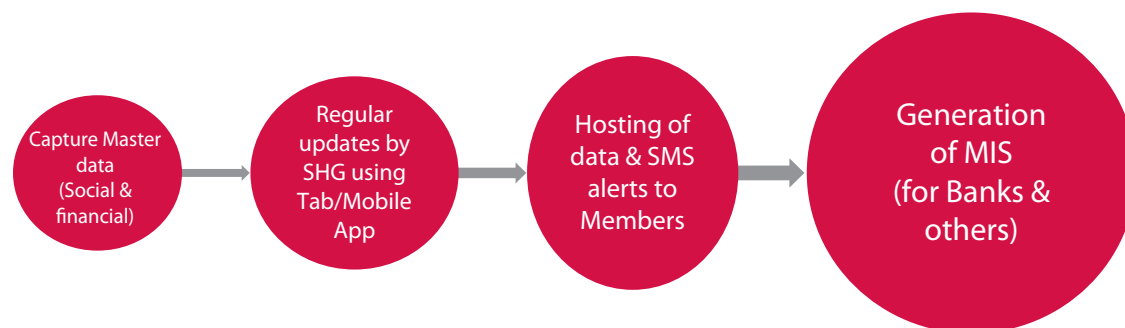 Capture Master
data
(Social &
financial)
Regular
updates by
SHG using
Tab/Mobile
App
Hosting of
data & SMS
alerts to
Members
Generation
of MIS
(for Banks &
others)